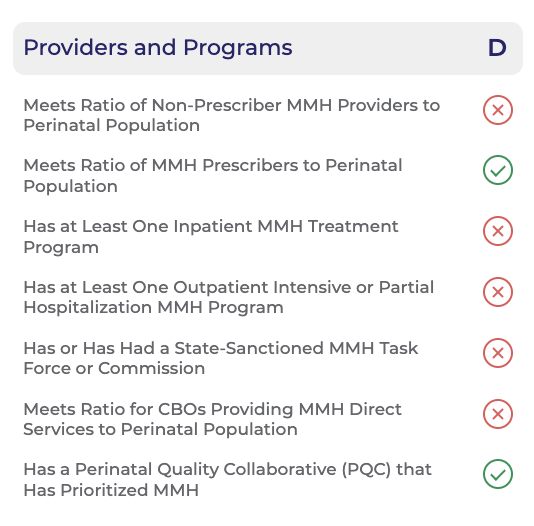 Providers and Programs D
Meets Ratio of Non-Prescriber MMH Providers to
Perinatal Population
Meets Ratio of MMH Prescribers to Perinatal
Population
Has at Least One Inpatient MMH Treatment
Program
Has at Least One Outpatient Intensive or Partial
Hospitalization MMH Program
Has or Has Had a State-Sanctioned MMH Task
Force or Commission
Meets Ratio for CBOs Providing MMH Direct
Services to Perinatal Population
Has a Perinatal Quality Collaborative (PQC) that
Has Prioritized MMH